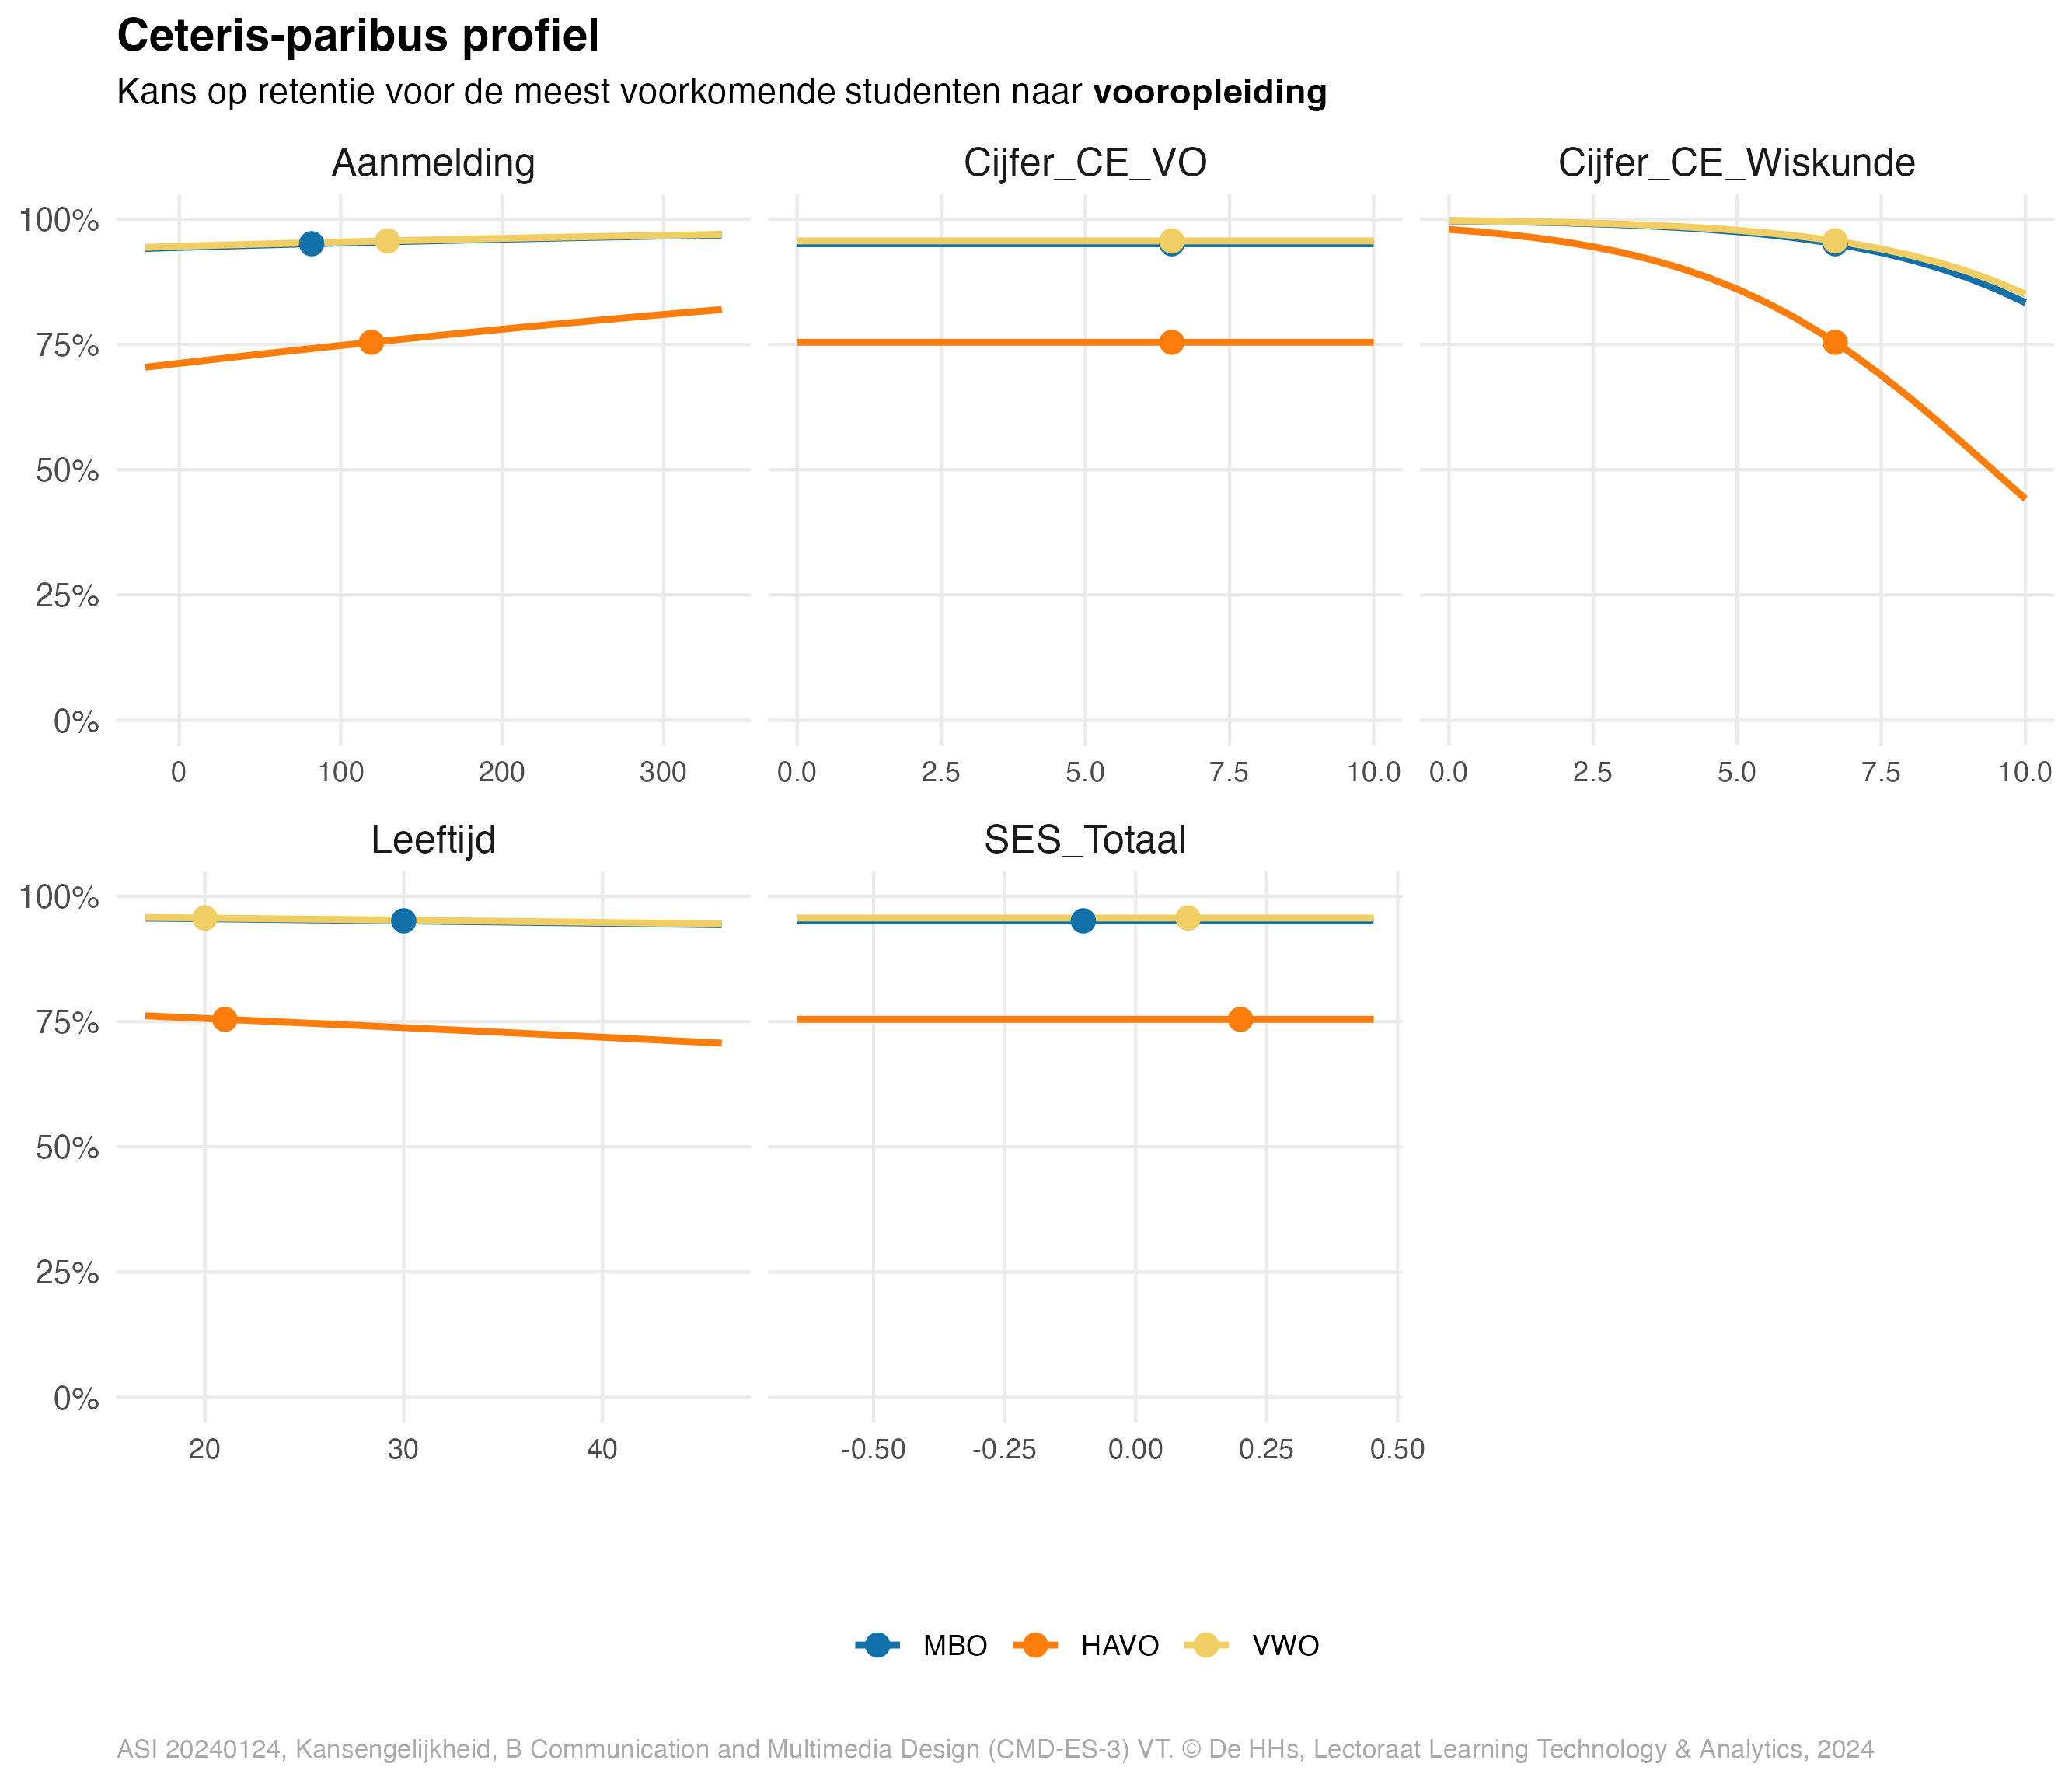 Ceteris-paribus profiel
Kans op retentie voor de meest voorkomende studenten naar vooropleiding
Aanmelding
Cijfer_CE_VO
Cijfer_CE_Wiskunde
100%
75%
50%
25%
0%
0 100 200 300
0.0 2.5 5.0 7.5 10.0
0.0 2.5 5.0 7.5 10.0
Leeftijd
SES_Totaal
100%
75%
50%
25%
0%
20 30 40
-0.50 -0.25 0.00 0.25 0.50
MBO HAVO VWO
ASI 20240124, Kansengelijkheid, B Communication and Multimedia Design (CMD-ES-3) VT. © De HHs, Lectoraat Learning Technology & Analytics, 2024